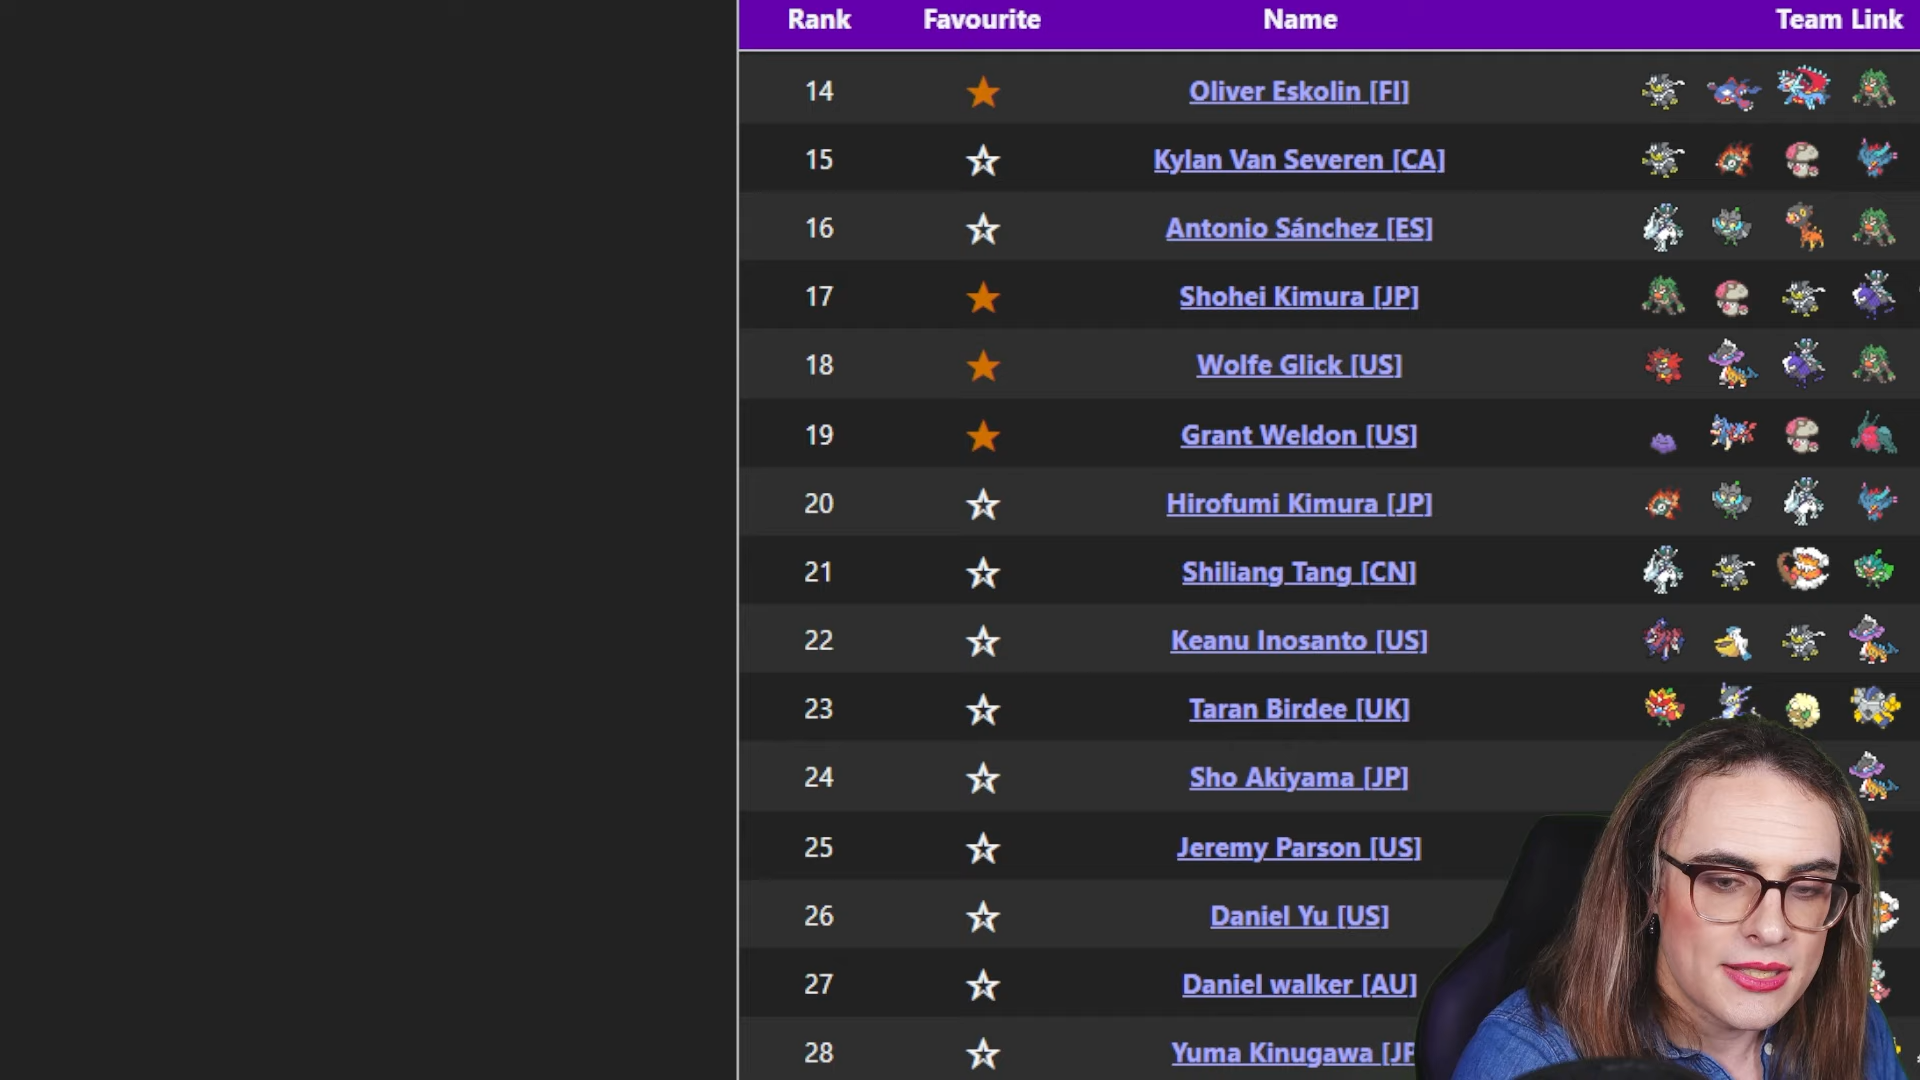 Rank Favourite Name Team Link
14 Oliver Eskolin [FI]
15 Kylan Van Severen [CA]
16 Antonio Sánchez [ES]
17 Shohei Kimura [JP]
18 Wolfe Glick [US]
19 Grant Weldon [US]
20 Hirofumi Kimura [JP]
21 Shiliang Tang [CN]
22 Keanu Inosanto [US]
23 Taran Birdee [UK]
24 Sho Akiyama [JP]
25 Jeremy Parson [US]
26 Daniel Yu [US]
27 Daniel walker [AU]
28 Yuma Kinugawa [JP